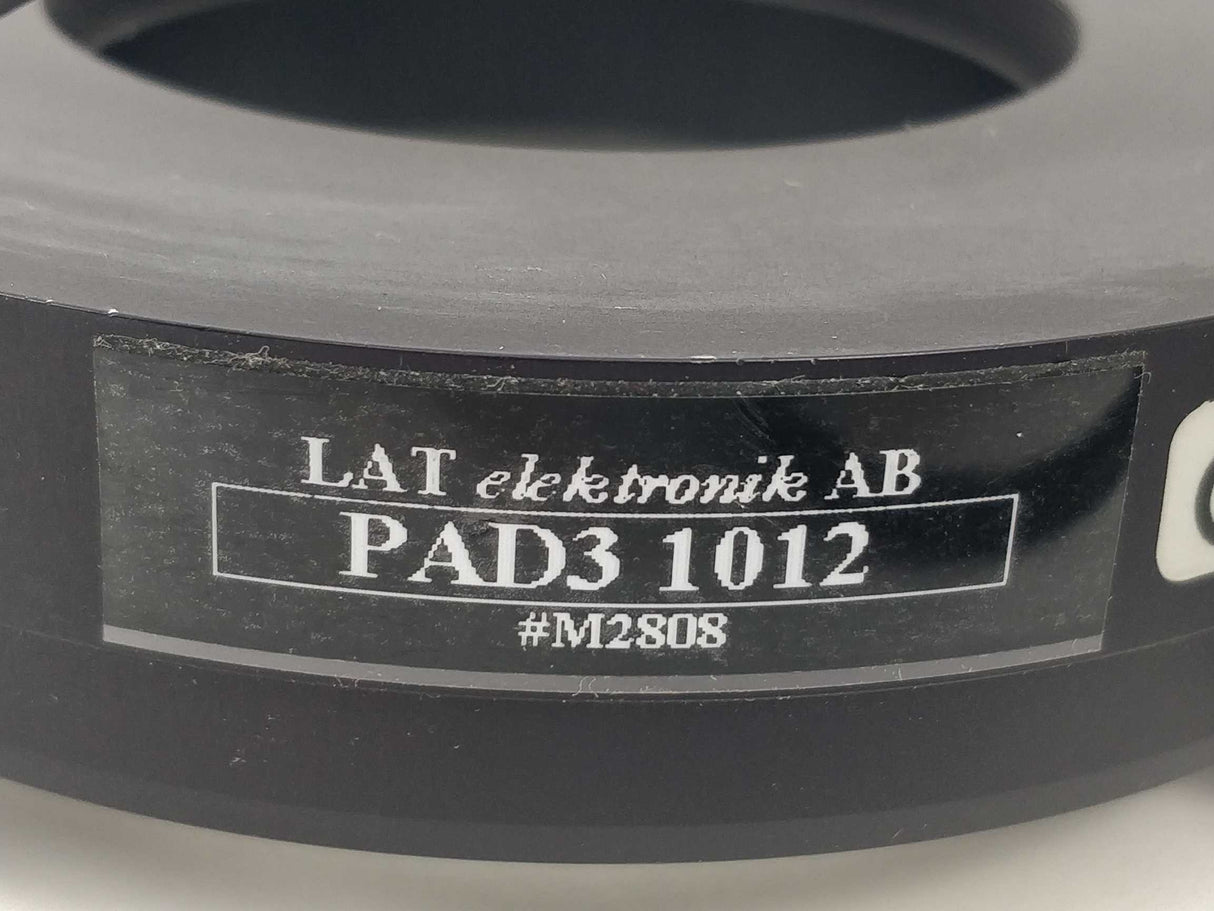 LAT elektronik AB
PAD3 1012
#M2808